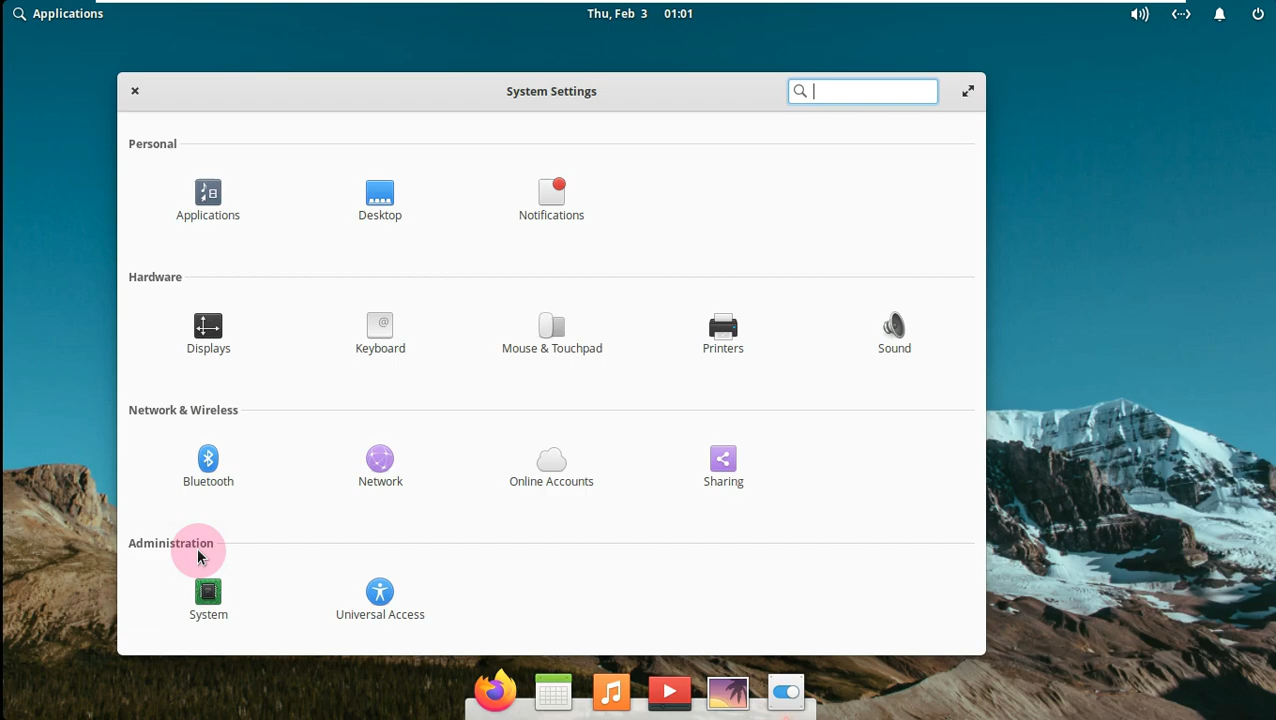 Applications
Thu, Feb 3 01:01
System Settings
Personal
Applications
Desktop
Notifications
Hardware
Displays
Keyboard
Mouse & Touchpad
Printers
Sound
Network & Wireless
Bluetooth
Network
Online Accounts
Sharing
Administration
System
Universal Access